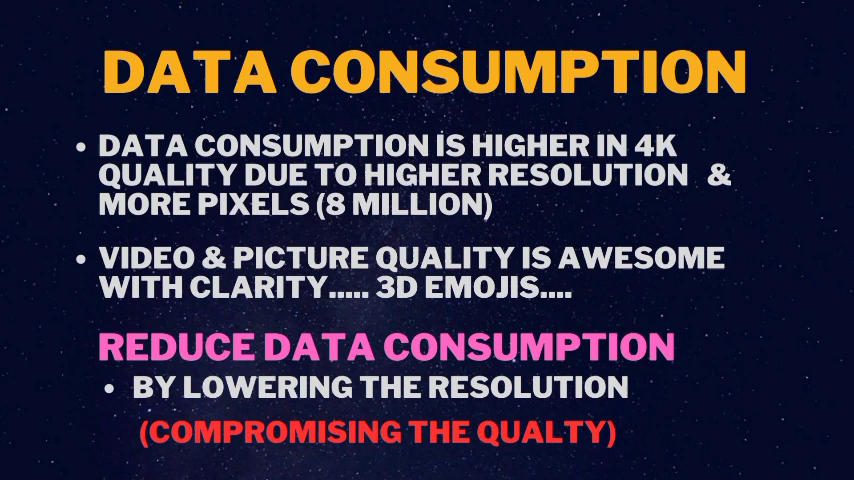 DATA CONSUMPTION
• DATA CONSUMPTION IS HIGHER IN 4K
QUALITY DUE TO HIGHER RESOLUTION &
MORE PIXELS (8 MILLION)
• VIDEO & PICTURE QUALITY IS AWESOME
WITH CLARITY..... 3D EMOJIS....
REDUCE DATA CONSUMPTION
• BY LOWERING THE RESOLUTION
(COMPROMISING THE QUALTY)